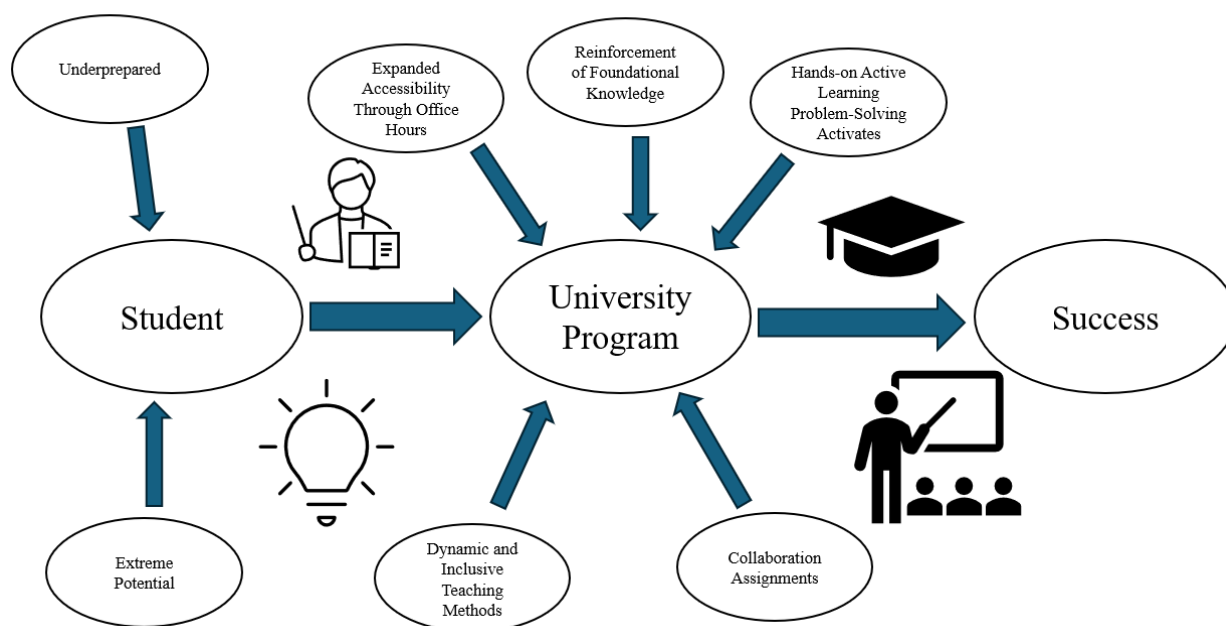 Underprepared
Expanded
Accessibility
Through Office
Hours
Reinforcement
of Foundational
Knowledge
Hands-on Active
Learning
Problem-Solving
Activates
Student
University
Program
Success
Extreme
Potential
Dynamic and
Inclusive
Teaching
Methods
Collaboration
Assignments